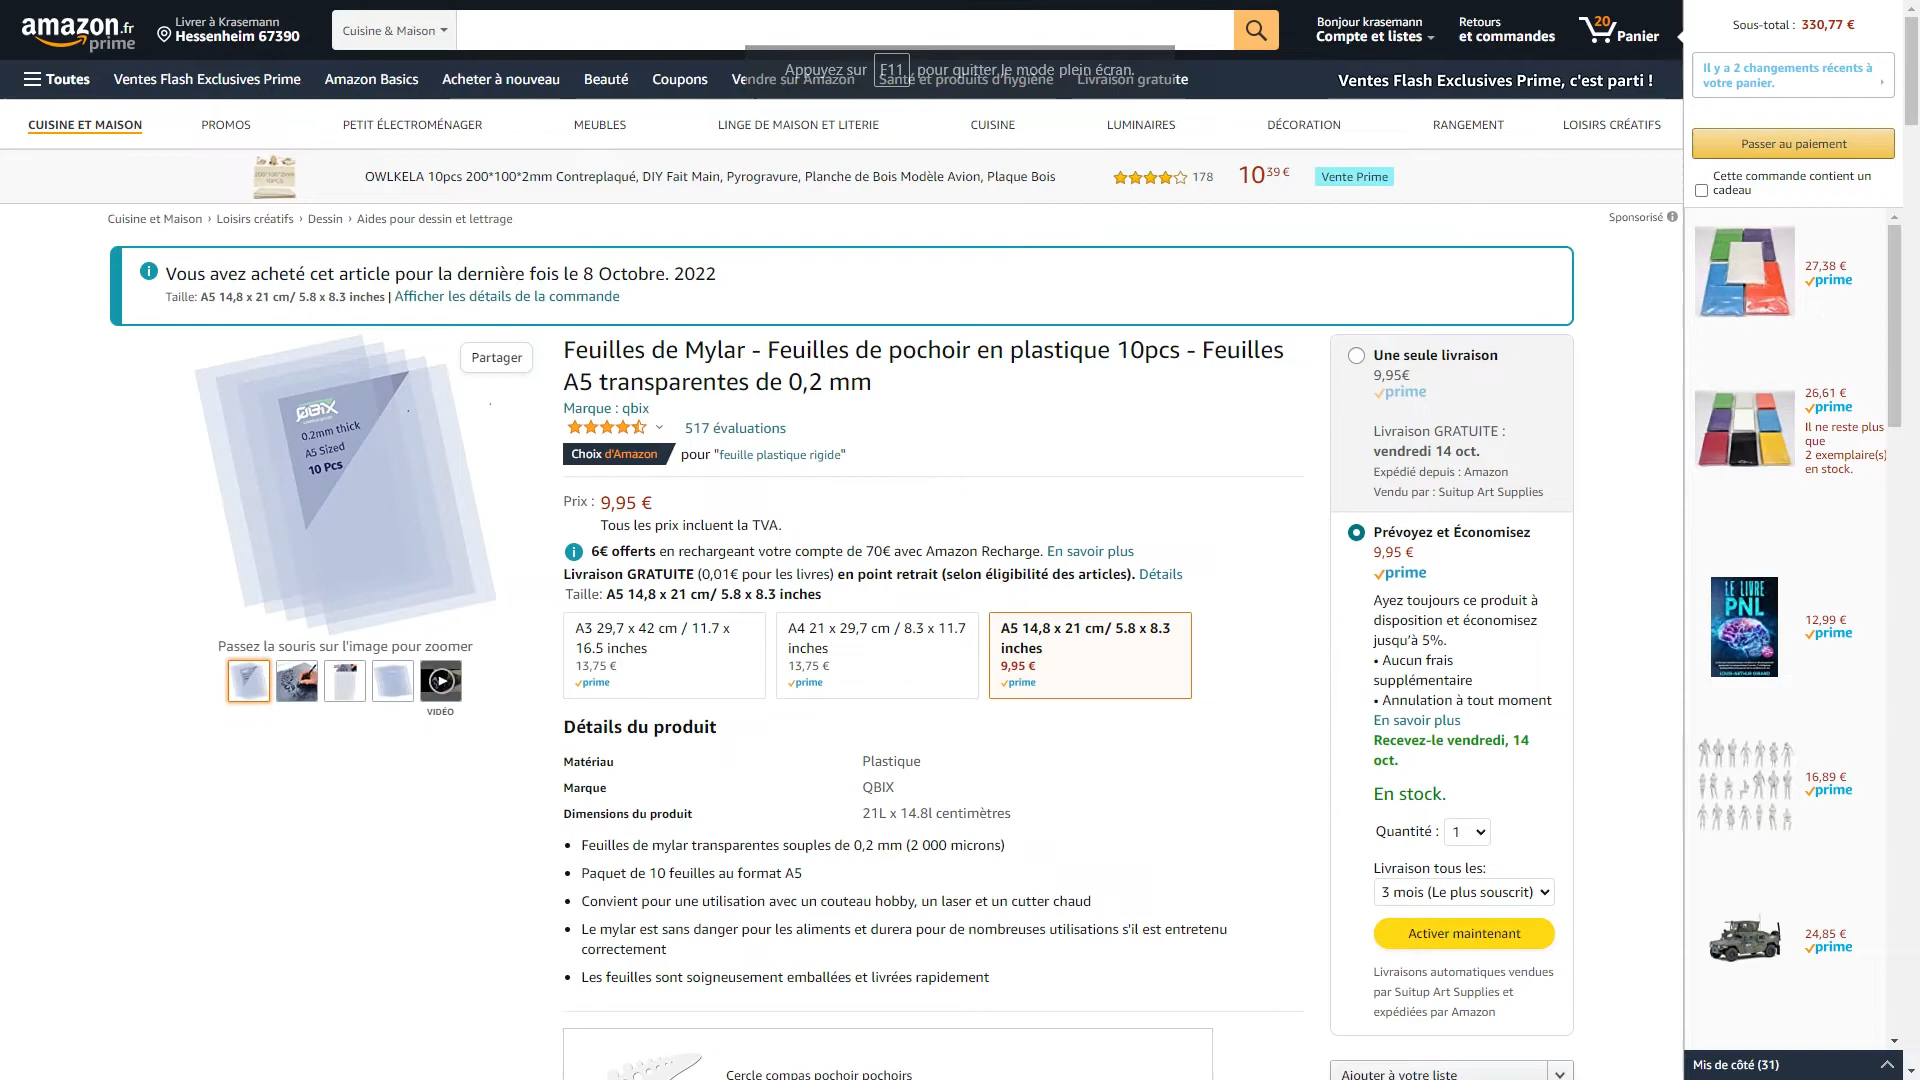 amazon.fr
prime
Livrer à Krasemann
Hessenheim 67390
Cuisine & Maison
Bonjour krasemann
Compte et listes
Retours
et commandes
20
Panier
Toutes
Ventes Flash Exclusives Prime
Amazon Basics
Acheter à nouveau
Beauté
Coupons
Vendre sur Amazon
Santé et produits d'hygiène
Livraison gratuite
Appuyez sur F11 pour quitter le mode plein écran.
Ventes Flash Exclusives Prime, c'est parti !
CUISINE ET MAISON
PROMOS
PETIT ÉLECTROMÉNAGER
MEUBLES
LINGE DE MAISON ET LITERIE
CUISINE
LUMINAIRES
DÉCORATION
RANGEMENT
LOISIRS CRÉATIFS
OWLKELA 10pcs 200*100*2mm Contreplaqué, DIY Fait Main, Pyrogravure, Planche de Bois Modèle Avion, Plaque Bois
178
10 39 €
Vente Prime
Sponsorisé
Cuisine et Maison › Loisirs créatifs › Dessin › Aides pour dessin et lettrage
Vous avez acheté cet article pour la dernière fois le 8 Octobre. 2022
Taille: A5 14,8 x 21 cm/ 5.8 x 8.3 inches | Afficher les détails de la commande
Partager
QBIX
0.2mm thick
A5 Sized
10 Pcs
Passez la souris sur l'image pour zoomer
VIDÉO
Feuilles de Mylar - Feuilles de pochoir en plastique 10pcs - Feuilles
A5 transparentes de 0,2 mm
Marque : qbix
517 évaluations
Choix d'Amazon
pour "feuille plastique rigide"
Prix : 9,95 €
Tous les prix incluent la TVA.
6€ offerts en rechargeant votre compte de 70€ avec Amazon Recharge. En savoir plus
Livraison GRATUITE (0,01€ pour les livres) en point retrait (selon éligibilité des articles). Détails
Taille: A5 14,8 x 21 cm/ 5.8 x 8.3 inches
A3 29,7 x 42 cm / 11.7 x
16.5 inches
13,75 €
prime
A4 21 x 29,7 cm / 8.3 x 11.7
inches
13,75 €
prime
A5 14,8 x 21 cm/ 5.8 x 8.3
inches
9,95 €
prime
Détails du produit
Matériau Plastique
Marque QBIX
Dimensions du produit 21L x 14.8l centimètres
• Feuilles de mylar transparentes souples de 0,2 mm (2 000 microns)
• Paquet de 10 feuilles au format A5
• Convient pour une utilisation avec un couteau hobby, un laser et un cutter chaud
• Le mylar est sans danger pour les aliments et durera pour de nombreuses utilisations s'il est entretenu
correctement
• Les feuilles sont soigneusement emballées et livrées rapidement
Cercle compas pochoir pochoirs
Une seule livraison
9,95€
prime
Livraison GRATUITE :
vendredi 14 oct.
Expédié depuis : Amazon
Vendu par : Suitup Art Supplies
Prévoyez et Économisez
9,95 €
prime
Ayez toujours ce produit à
disposition et économisez
jusqu'à 5%.
• Aucun frais
supplémentaire
• Annulation à tout moment
En savoir plus
Recevez-le vendredi, 14
oct.
En stock.
Quantité : 1
Livraison tous les:
3 mois (Le plus souscrit)
Activer maintenant
Livraisons automatiques vendues
par Suitup Art Supplies et
expédiées par Amazon
Ajouter à votre liste
Sous-total : 330,77 €
Il y a 2 changements récents à
votre panier.
Passer au paiement
Cette commande contient un
cadeau
27,38 €
prime
26,61 €
prime
Il ne reste plus
que
2 exemplaire(s)
en stock.
LE LIVRE
PNL
12,99 €
prime
16,89 €
prime
24,85 €
prime
Mis de côté (31)